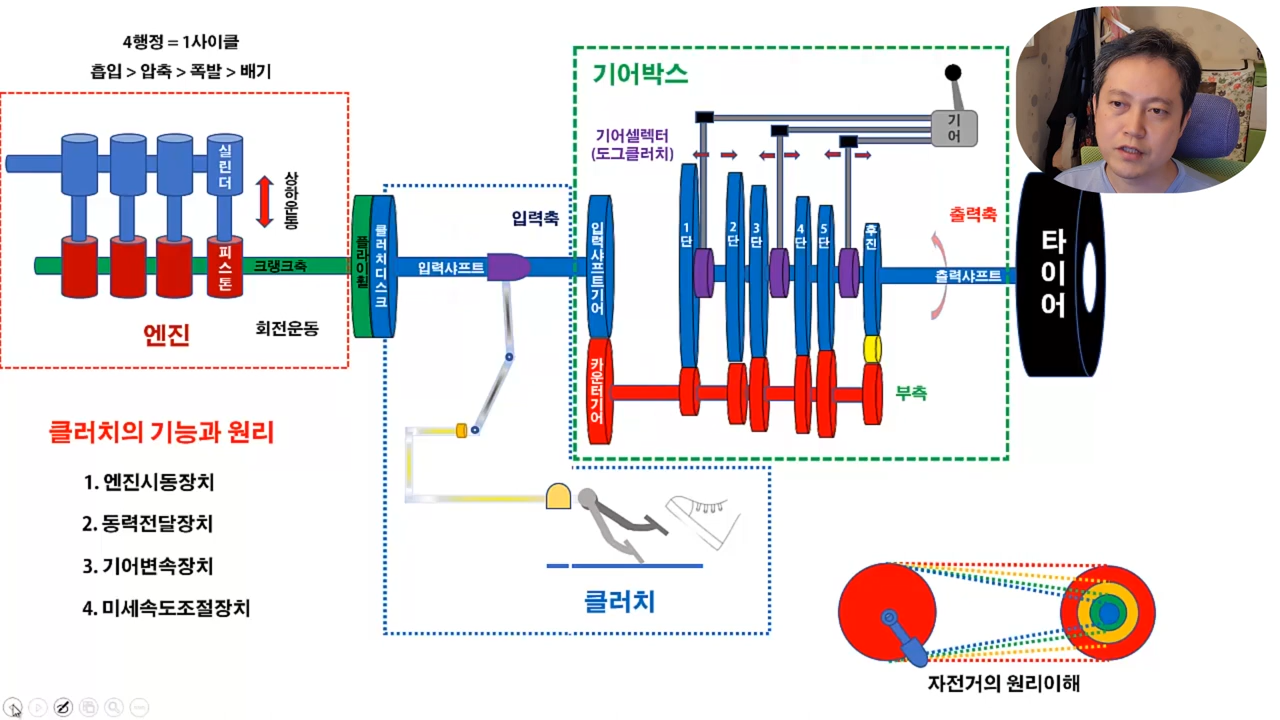 4행정 = 1사이클
흡입 > 압축 > 폭발 > 배기
실린더
상하운동
피스톤
크랭크축
엔진
회전운동
플라이휠
클러치디스크
입력축
입력샤프트
기어박스
기어셀렉터
(도그클러치)
기어
입력샤프트기어
카운터기어
1단
2단
3단
4단
5단
후진
출력축
출력샤프트
부측
타이어
클러치의 기능과 원리
1. 엔진시동장치
2. 동력전달장치
3. 기어변속장치
4. 미세속도조절장치
클러치
자전거의 원리이해